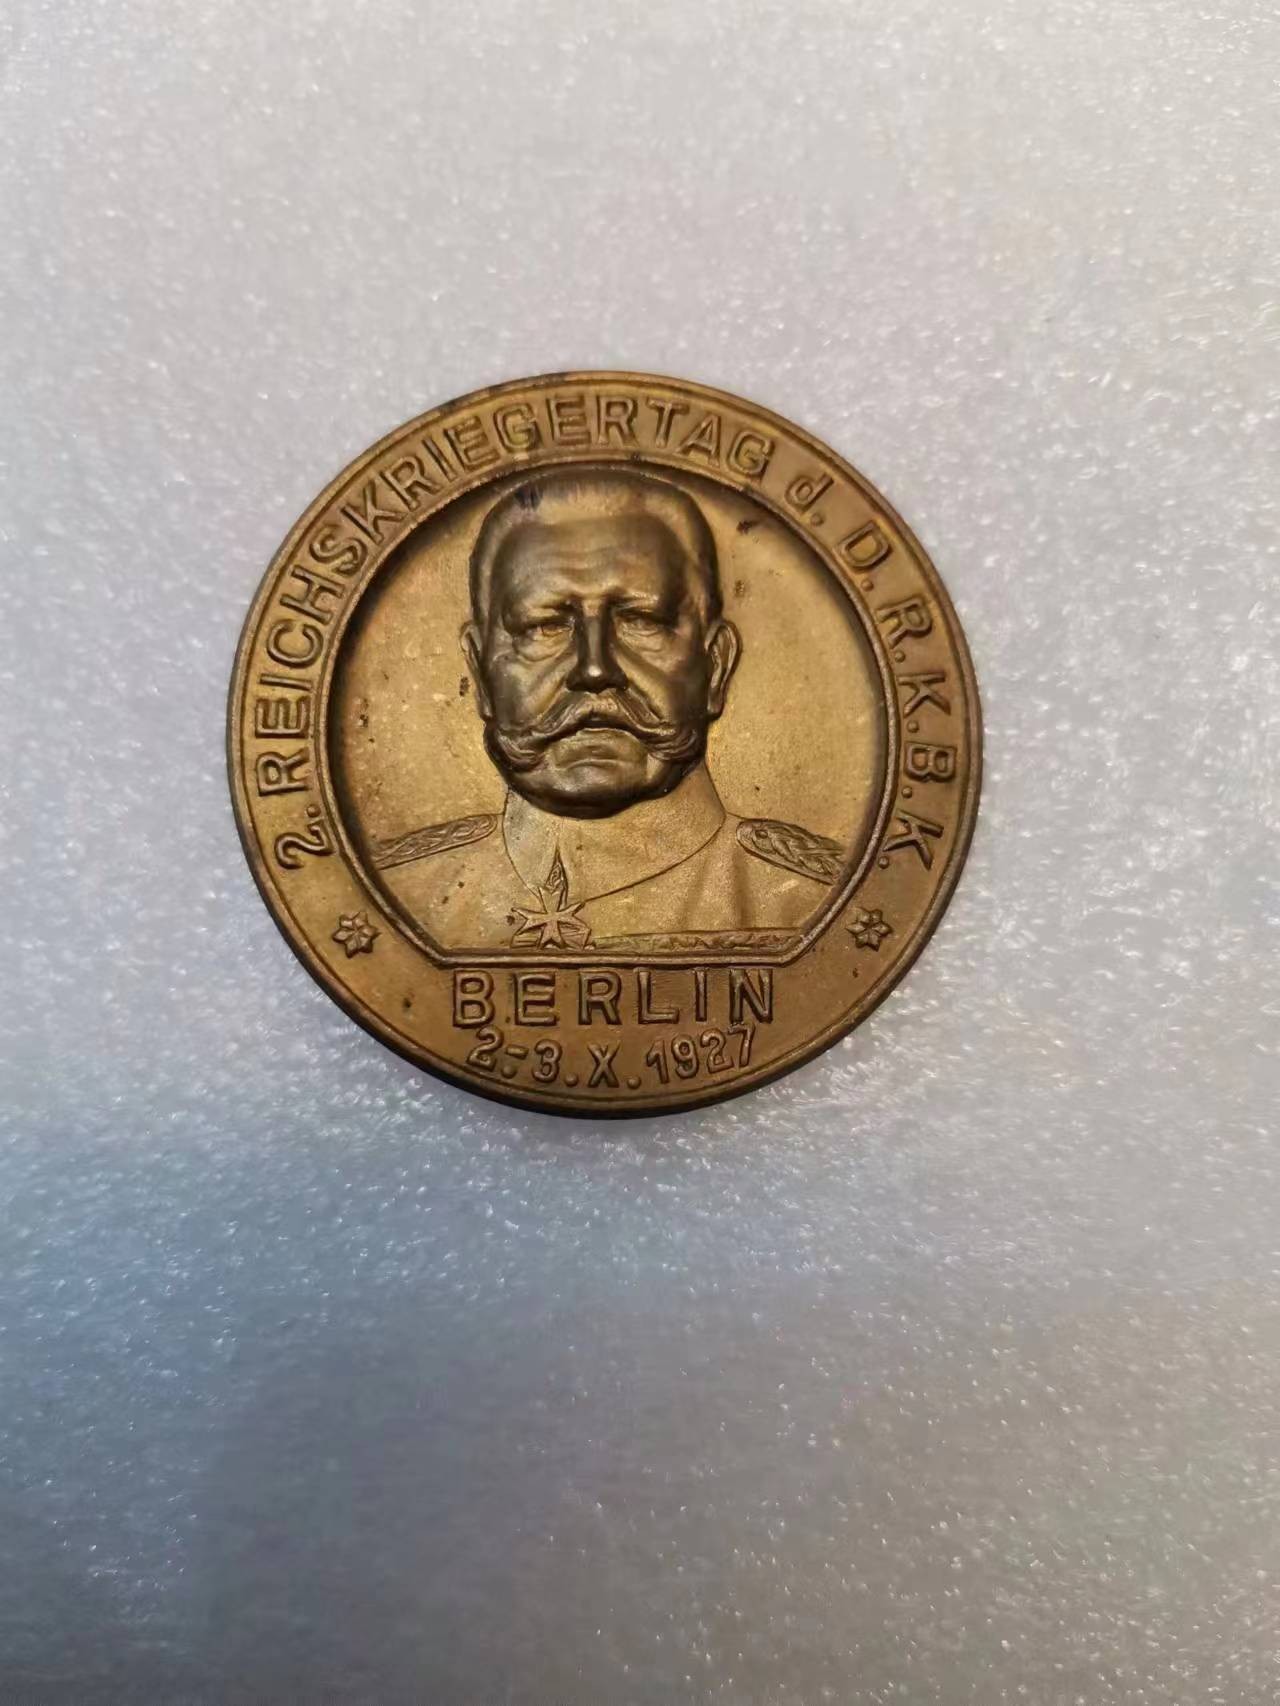 2. REICHSKRIEGERTAG d. D. R. K. B. K.
BERLIN
2.-3. X. 1927